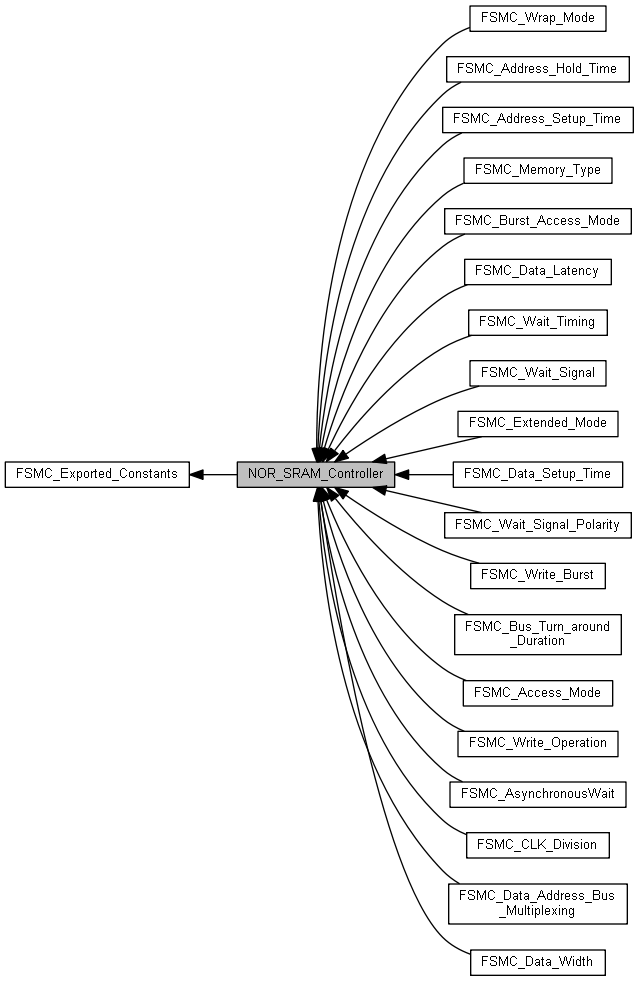 FSMC_Wrap_Mode
FSMC_Address_Hold_Time
FSMC_Address_Setup_Time
FSMC_Memory_Type
FSMC_Burst_Access_Mode
FSMC_Data_Latency
FSMC_Wait_Timing
FSMC_Wait_Signal
FSMC_Extended_Mode
FSMC_Exported_Constants
NOR_SRAM_Controller
FSMC_Data_Setup_Time
FSMC_Wait_Signal_Polarity
FSMC_Write_Burst
FSMC_Bus_Turn_around
_Duration
FSMC_Access_Mode
FSMC_Write_Operation
FSMC_AsynchronousWait
FSMC_CLK_Division
FSMC_Data_Address_Bus
_Multiplexing
FSMC_Data_Width